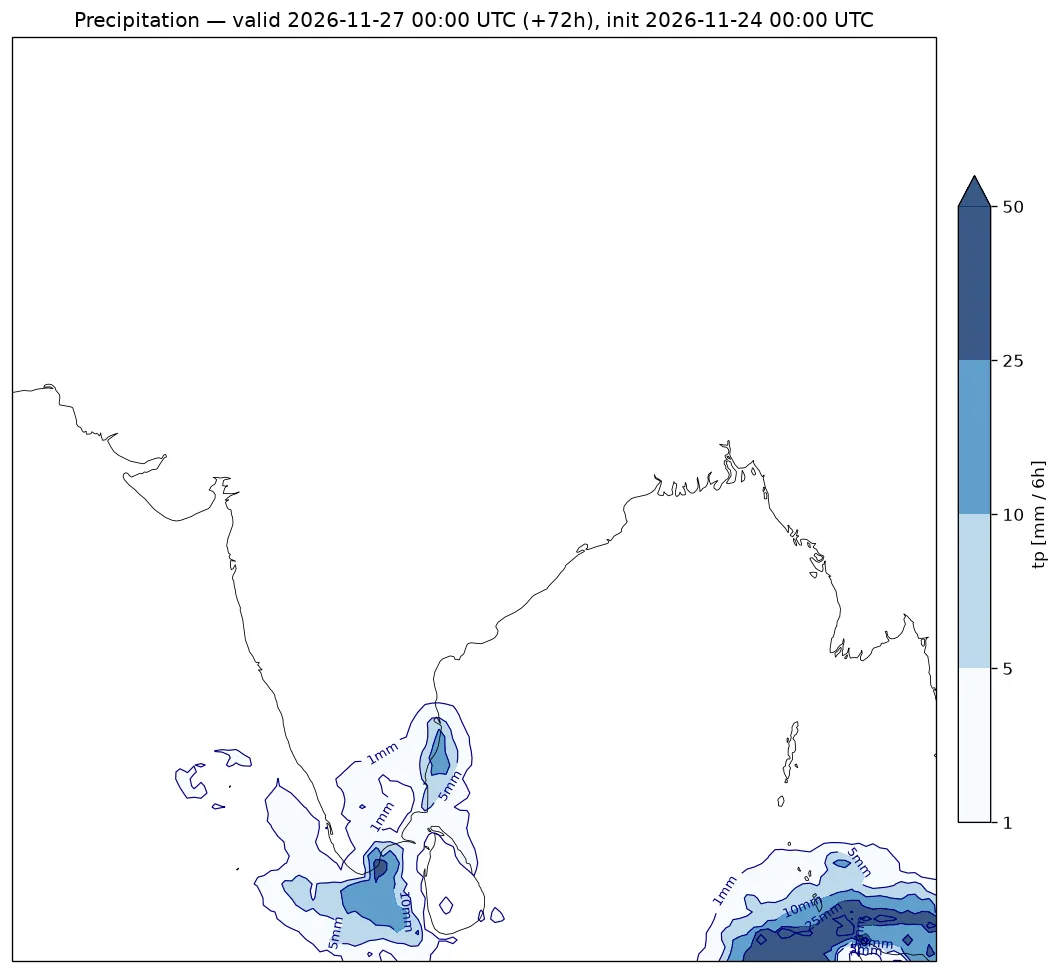 Precipitation — valid 2026-11-27 00:00 UTC (+72h), init 2026-11-24 00:00 UTC
50
25
10
5
1
tp [mm / 6h]
1mm
5mm
1mm
5mm
10mm
1mm
5mm
10mm
25mm